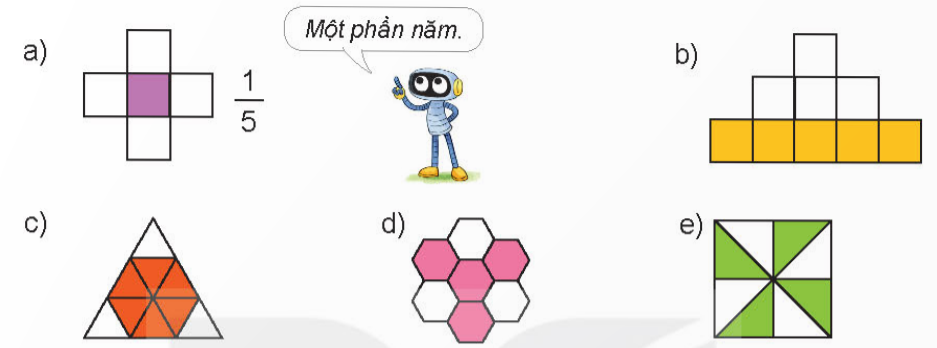 Một phần năm.
a)
1
5
b)
c)
d)
e)